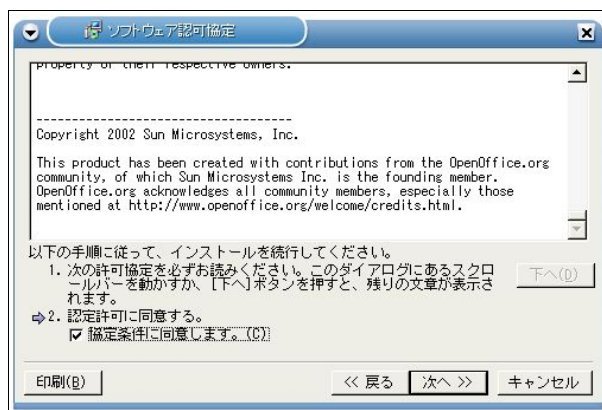 ソフトウェア認可協定
property of their respective owners.
----------------------------------
Copyright 2002 Sun Microsystems, Inc.
This product has been created with contributions from the OpenOffice.org
community, of which Sun Microsystems Inc. is the founding member.
OpenOffice.org acknowledges all community members, especially those
mentioned at http://www.openoffice.org/welcome/credits.html.
以下の手順に従って、インストールを続行してください。
1. 次の許可協定を必ずお読みください。このダイアログにあるスクロ
ールバーを動かすか、[下へ]ボタンを押すと、残りの文章が表示さ
れます。
下へ(D)
⇨2. 認定許可に同意する。
協定条件に同意します。(C)
印刷(B)
<< 戻る
次へ >>
キャンセル